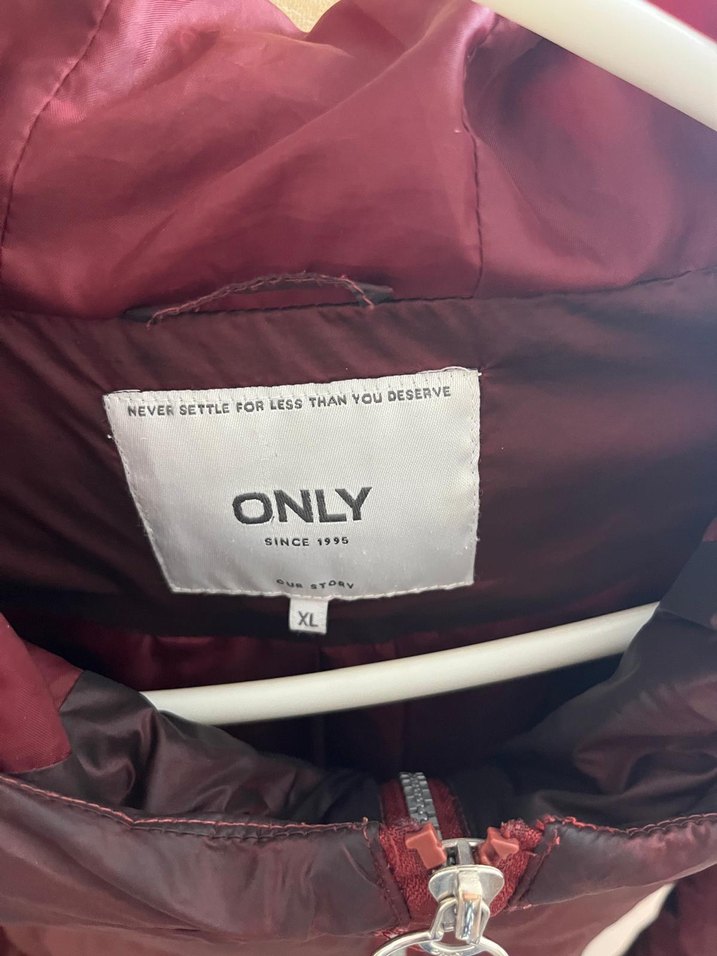 NEVER SETTLE FOR LESS THAN YOU DESERVE
ONLY
SINCE 1995
OUR STORY
XL